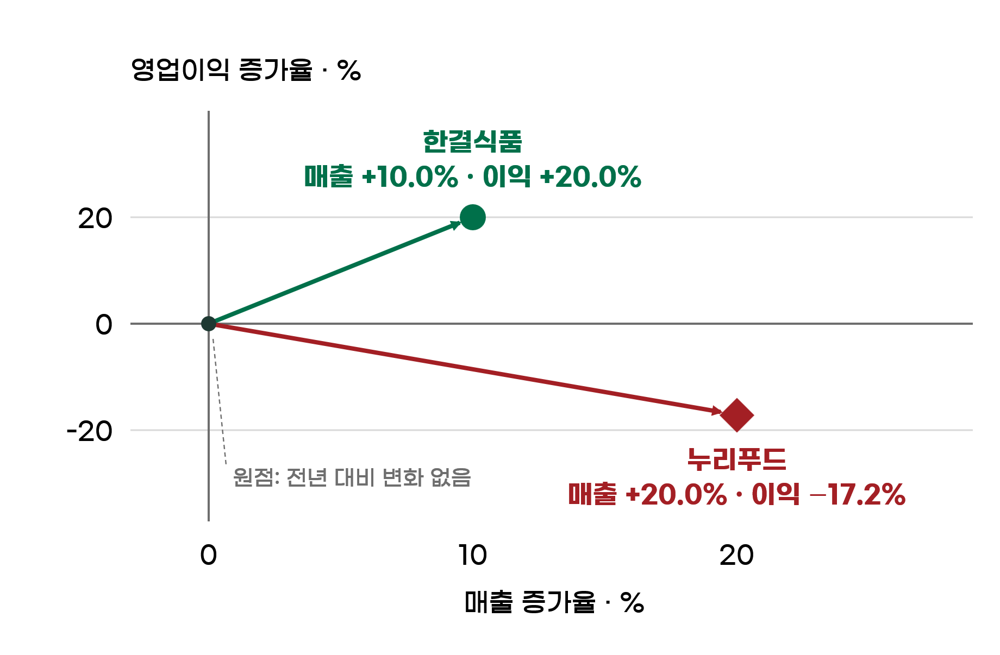 영업이익 증가율 · %
한결식품
매출 +10.0% · 이익 +20.0%
20
0
-20
원점: 전년 대비 변화 없음
누리푸드
매출 +20.0% · 이익 −17.2%
0
10
20
매출 증가율 · %